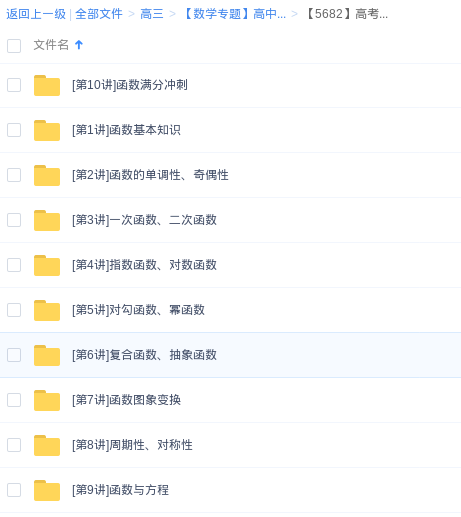 返回上一级 | 全部文件 > 高三 > 【数学专题】高中... > 【5682】高考...
文件名
[第10讲]函数满分冲刺
[第1讲]函数基本知识
[第2讲]函数的单调性、奇偶性
[第3讲]一次函数、二次函数
[第4讲]指数函数、对数函数
[第5讲]对勾函数、幂函数
[第6讲]复合函数、抽象函数
[第7讲]函数图象变换
[第8讲]周期性、对称性
[第9讲]函数与方程